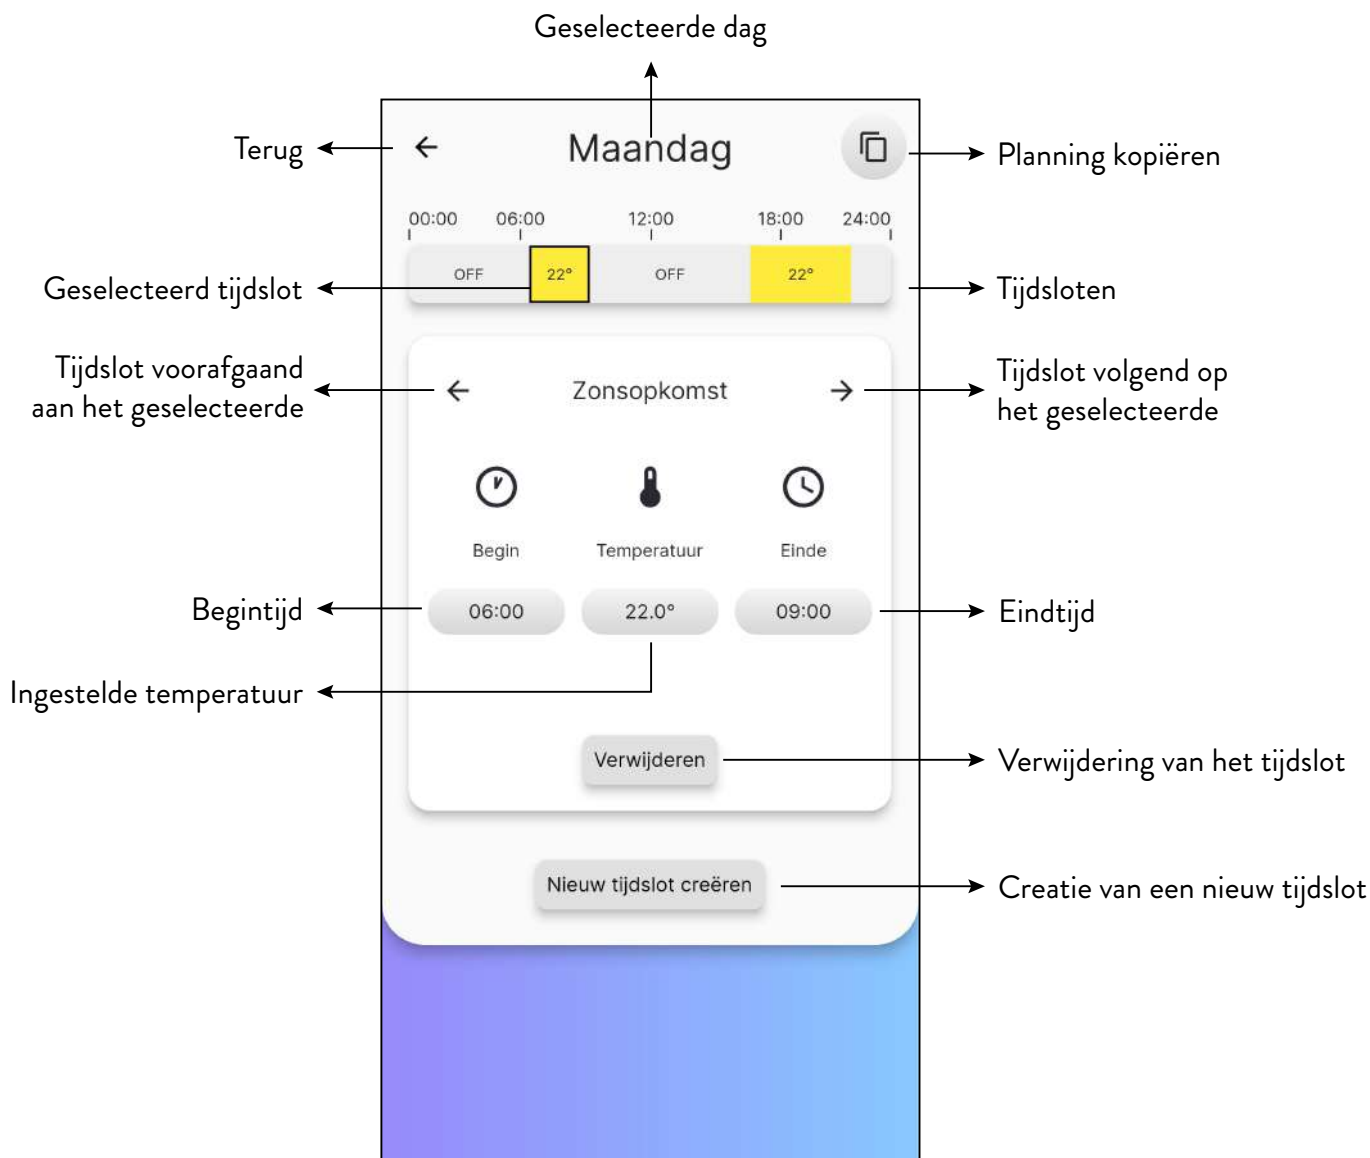 Geselecteerde dag
Terug
Maandag
Planning kopiëren
00:00 06:00 12:00 18:00 24:00
OFF 22° OFF 22°
Geselecteerd tijdslot
Tijdsloten
Tijdslot voorafgaand
aan het geselecteerde
Zonsopkomst
Tijdslot volgend op
het geselecteerde
Begin Temperatuur Einde
Begintijd
06:00 22.0° 09:00
Eindtijd
Ingestelde temperatuur
Verwijderen
Verwijdering van het tijdslot
Nieuw tijdslot creëren
Creatie van een nieuw tijdslot